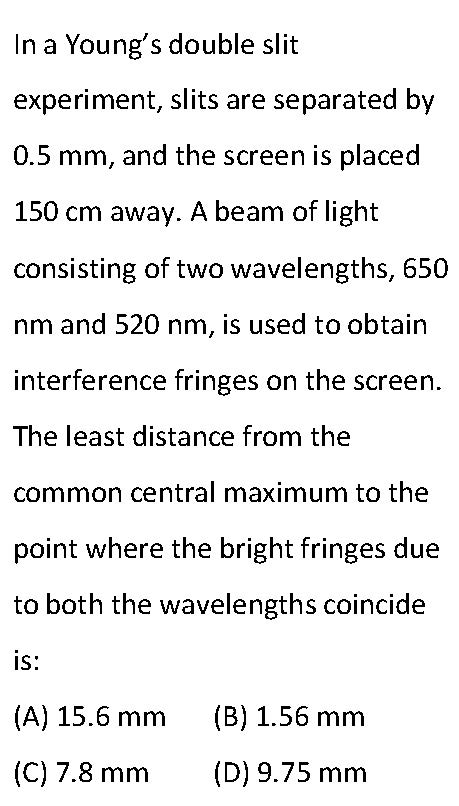 In a Young’s double slit
experiment, slits are separated by
0.5 mm, and the screen is placed
150 cm away. A beam of light
consisting of two wavelengths, 650
nm and 520 nm, is used to obtain
interference fringes on the screen.
The least distance from the
common central maximum to the
point where the bright fringes due
to both the wavelengths coincide
is:
(A) 15.6 mm (B) 1.56 mm
(C) 7.8 mm (D) 9.75 mm